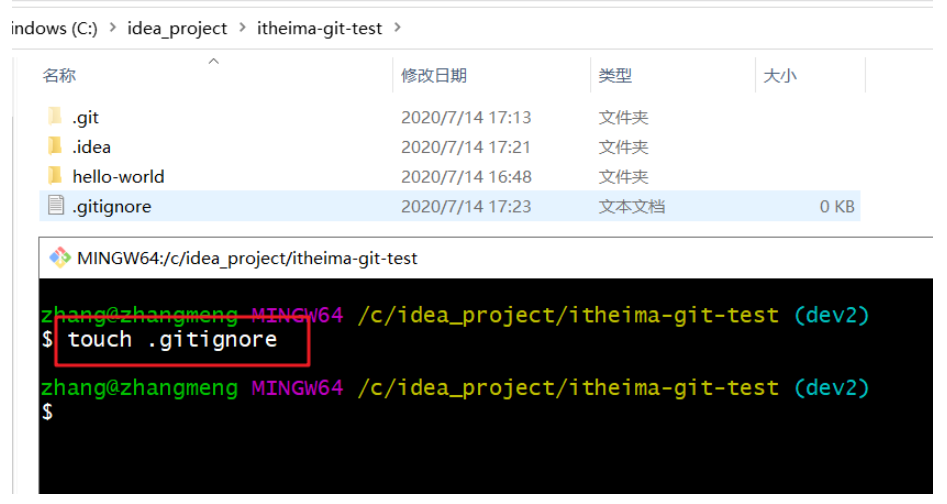 indows (C:) > idea_project > itheima-git-test >
名称 修改日期 类型 大小
.git 2020/7/14 17:13 文件夹
.idea 2020/7/14 17:21 文件夹
hello-world 2020/7/14 16:48 文件夹
.gitignore 2020/7/14 17:23 文本文档 0 KB
MINGW64:/c/idea_project/itheima-git-test
zhang@zhangmeng MINGW64 /c/idea_project/itheima-git-test (dev2)
$ touch .gitignore
zhang@zhangmeng MINGW64 /c/idea_project/itheima-git-test (dev2)
$